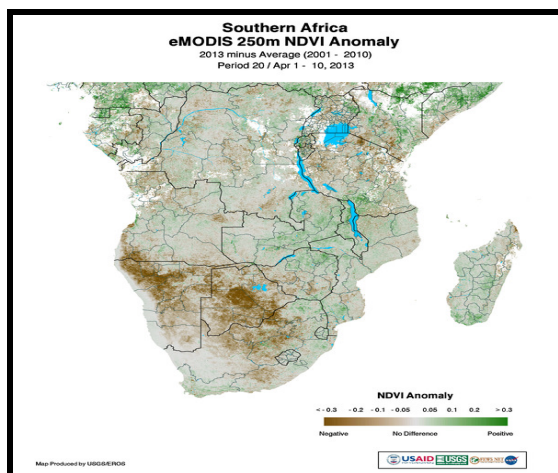 Southern Africa
eMODIS 250m NDVI Anomaly
2013 minus Average (2001 - 2010)
Period 20 / Apr 1 - 10, 2013
NDVI Anomaly
< - 0.3 - 0.2 - 0.1 - 0.05 0.05 0.1 0.2 > 0.3
Negative No Difference Positive
Map Produced by USGS/EROS
USAID USGS